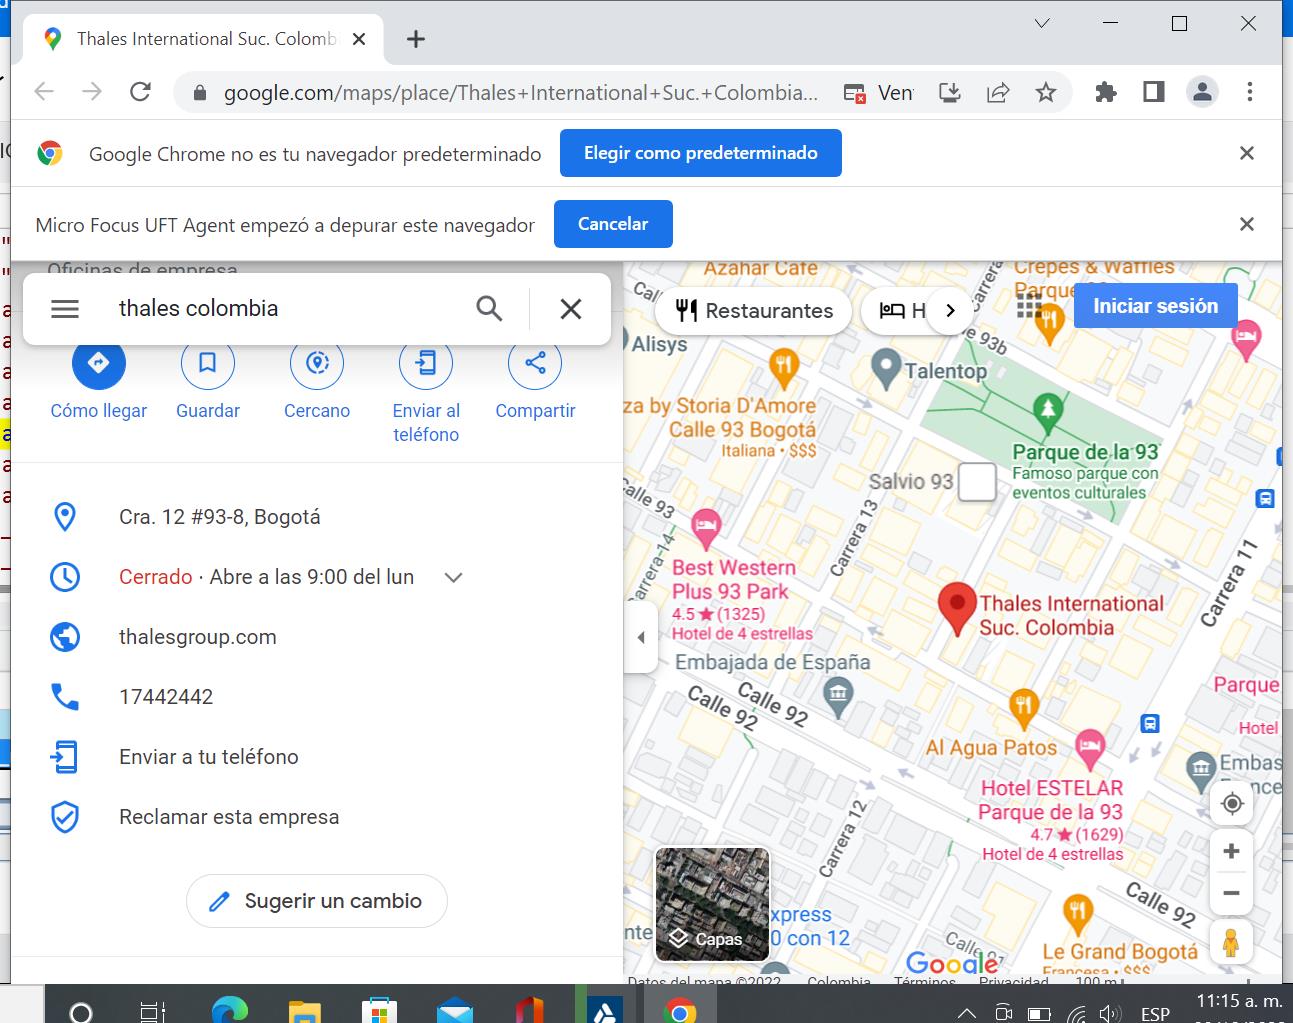 Thales International Suc. Colomb
google.com/maps/place/Thales+International+Suc.+Colombia...
Ven
Google Chrome no es tu navegador predeterminado
Elegir como predeterminado
Micro Focus UFT Agent empezó a depurar este navegador
Cancelar
Oficinas de empresa
thales colombia
Cómo llegar
Guardar
Cercano
Enviar al
teléfono
Compartir
Cra. 12 #93-8, Bogotá
Cerrado · Abre a las 9:00 del lun
thalesgroup.com
17442442
Enviar a tu teléfono
Reclamar esta empresa
Sugerir un cambio
Azahar Cafe
Crepes & Waffles
Restaurantes
H
Iniciar sesión
Carrera
Alisys
Talentop
za by Storia D'Amore
Calle 93 Bogotá
Italiana • $$$
Parque de la 93
Famoso parque con
eventos culturales
Salvio 93
Calle 93
Carrera 13
Carrera 11
Best Western
Plus 93 Park
4.5 ★ (1325)
Hotel de 4 estrellas
Thales International
Suc. Colombia
Embajada de España
Calle 92
Calle 92
Parque
Hotel
Al Agua Patos
Embas
Hotel ESTELAR
Parque de la 93
4.7 ★ (1629)
Hotel de 4 estrellas
Carrera 12
Calle 92
Capas
xpress
0 con 12
Le Grand Bogotá
Francesa • $$$
Google
Datos del mapa ©2022
Colombia
Términos
Privacidad
100 m
ESP
11:15 a. m.